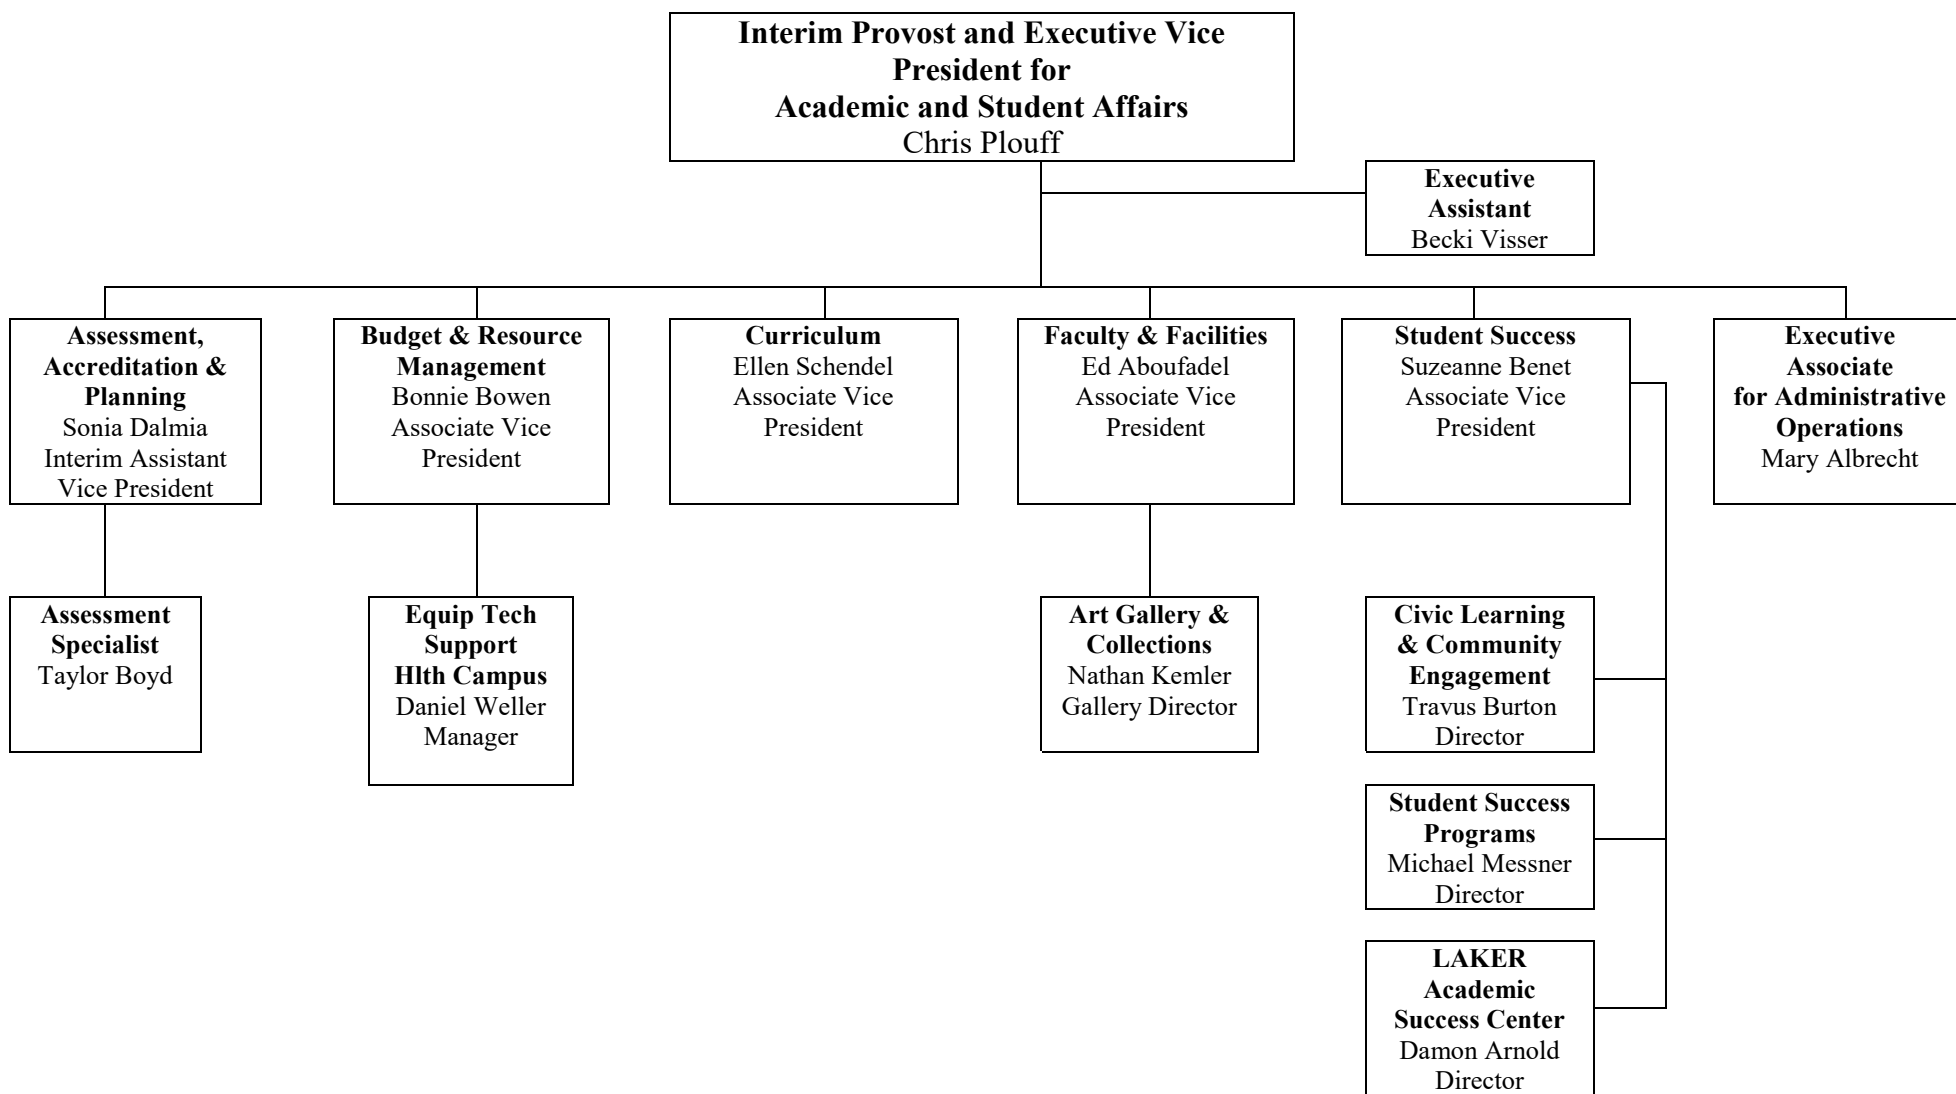 Interim Provost and Executive Vice
President for
Academic and Student Affairs
Chris Plouff
Executive
Assistant
Becki Visser
Assessment,
Accreditation &
Planning
Sonia Dalmia
Interim Assistant
Vice President
Budget & Resource
Management
Bonnie Bowen
Associate Vice
President
Curriculum
Ellen Schendel
Associate Vice
President
Faculty & Facilities
Ed Aboufadel
Associate Vice
President
Student Success
Suzeanne Benet
Associate Vice
President
Executive
Associate
for Administrative
Operations
Mary Albrecht
Assessment
Specialist
Taylor Boyd
Equip Tech
Support
Hlth Campus
Daniel Weller
Manager
Art Gallery &
Collections
Nathan Kemler
Gallery Director
Civic Learning
& Community
Engagement
Travus Burton
Director
Student Success
Programs
Michael Messner
Director
LAKER
Academic
Success Center
Damon Arnold
Director